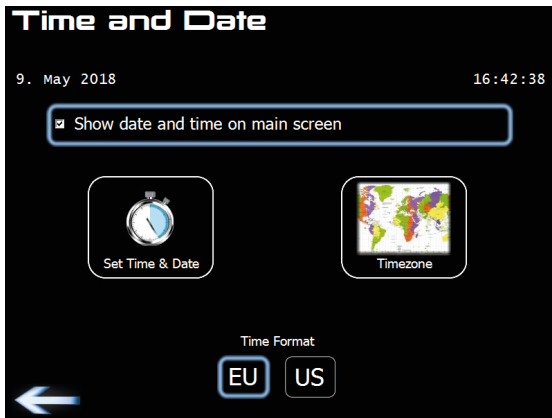 Time and Date
9. May 2018 16:42:38
Show date and time on main screen
Set Time & Date Timezone
Time Format
EU US